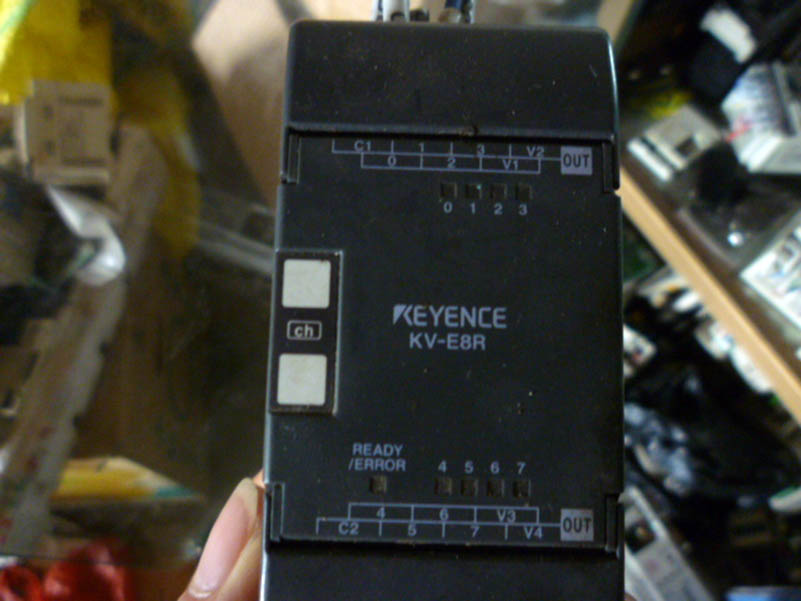 C1 1 3 V2
0 2 V1 OUT
0 1 2 3
KEYENCE
ch
KV-E8R
READY
/ERROR 4 5 6 7
4 6 V3
C2 5 7 V4 OUT